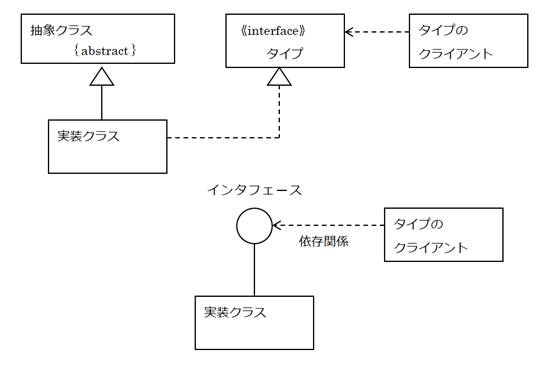 抽象クラス
{abstract}
《interface》
タイプ
タイプの
クライアント
実装クラス
インタフェース
依存関係
タイプの
クライアント
実装クラス